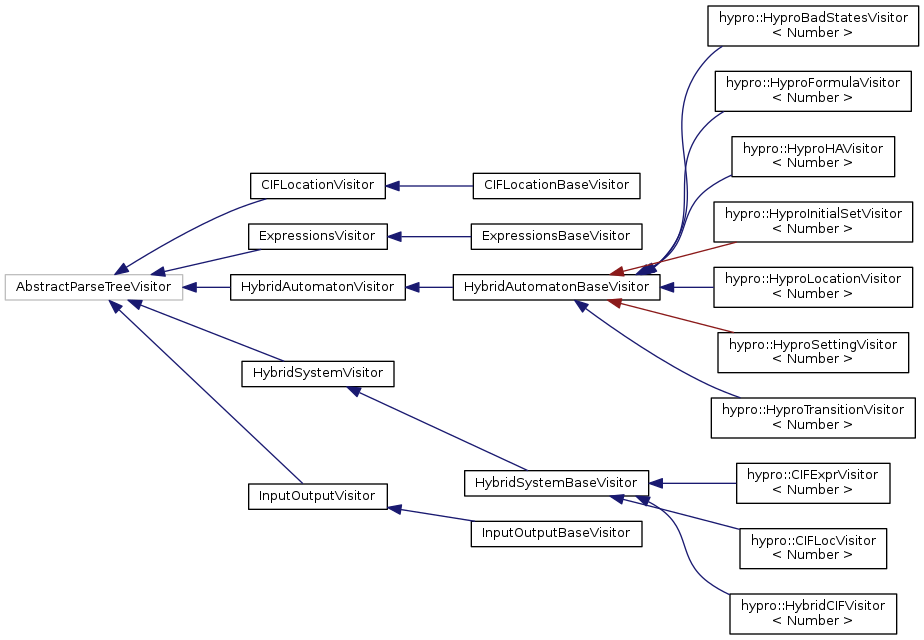 hypro::HyproBadStatesVisitor
< Number >
hypro::HyproFormulaVisitor
< Number >
hypro::HyproHAVisitor
< Number >
CIFLocationVisitor
CIFLocationBaseVisitor
hypro::HyproInitialSetVisitor
< Number >
ExpressionsVisitor
ExpressionsBaseVisitor
AbstractParseTreeVisitor
HybridAutomatonVisitor
HybridAutomatonBaseVisitor
hypro::HyproLocationVisitor
< Number >
hypro::HyproSettingVisitor
< Number >
HybridSystemVisitor
hypro::HyproTransitionVisitor
< Number >
HybridSystemBaseVisitor
hypro::CIFExprVisitor
< Number >
InputOutputVisitor
InputOutputBaseVisitor
hypro::CIFLocVisitor
< Number >
hypro::HybridCIFVisitor
< Number >